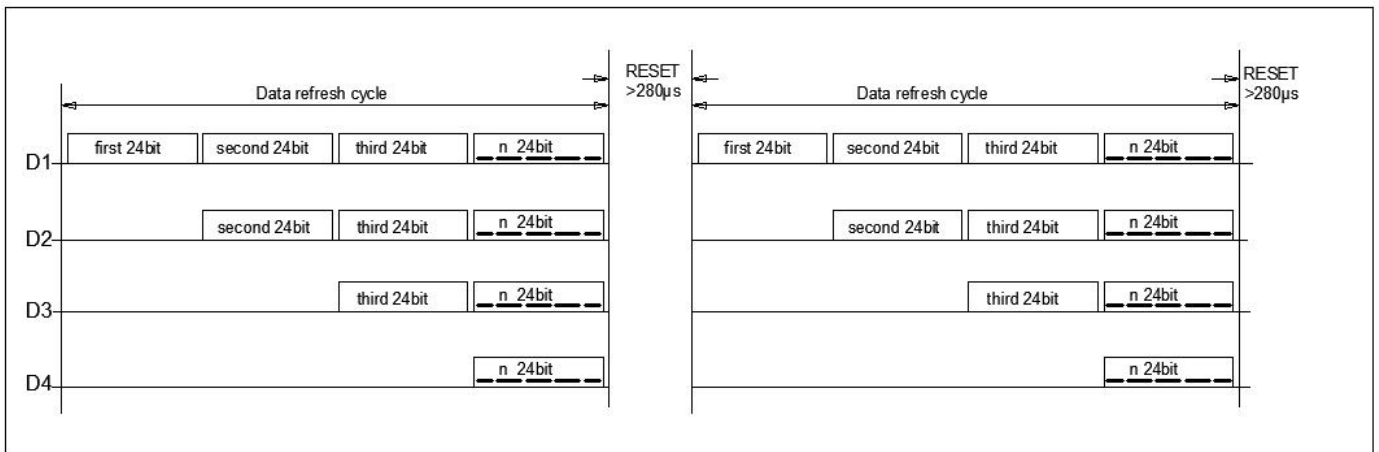 RESET
>280µs
RESET
>280µs
Data refresh cycle
Data refresh cycle
D1 first 24bit second 24bit third 24bit n 24bit first 24bit second 24bit third 24bit n 24bit
D2 second 24bit third 24bit n 24bit second 24bit third 24bit n 24bit
D3 third 24bit n 24bit third 24bit n 24bit
D4 n 24bit n 24bit